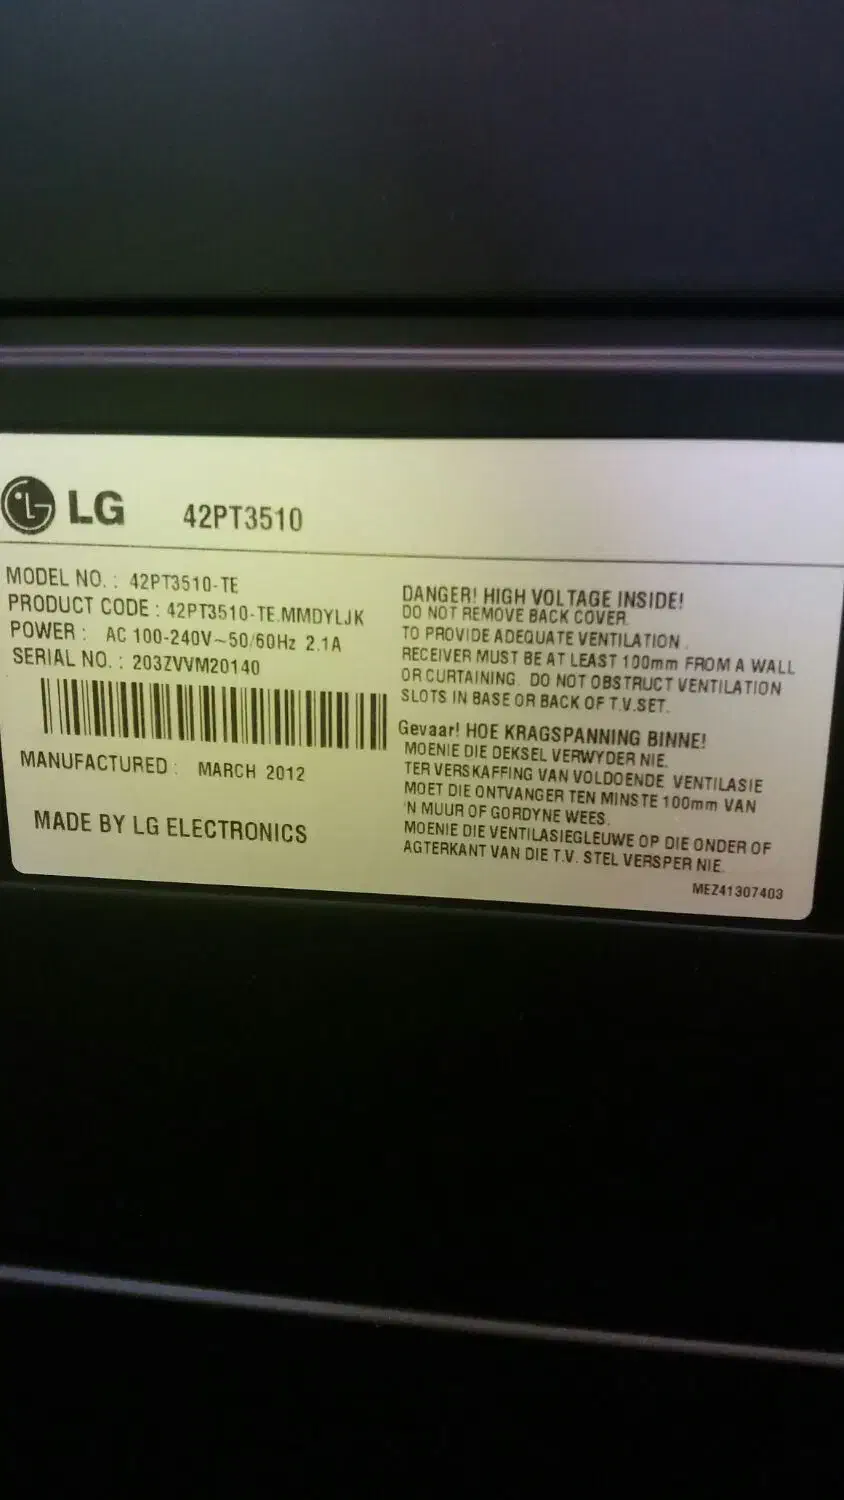 LG 42PT3510
MODEL NO. : 42PT3510-TE
PRODUCT CODE : 42PT3510-TE.MMDYLJK
POWER : AC 100-240V~50/60Hz 2.1A
SERIAL NO. : 203ZVVM20140
MANUFACTURED : MARCH 2012
MADE BY LG ELECTRONICS
DANGER! HIGH VOLTAGE INSIDE!
DO NOT REMOVE BACK COVER.
TO PROVIDE ADEQUATE VENTILATION .
RECEIVER MUST BE AT LEAST 100mm FROM A WALL
OR CURTAINING. DO NOT OBSTRUCT VENTILATION
SLOTS IN BASE OR BACK OF T.V.SET.
Gevaar! HOE KRAGSPANNING BINNE!
MOENIE DIE DEKSEL VERWYDER NIE.
TER VERSKAFFING VAN VOLDOENDE VENTILASIE
MOET DIE ONTVANGER TEN MINSTE 100mm VAN
'N MUUR OF GORDYNE WEES.
MOENIE DIE VENTILASIEGLEUWE OP DIE ONDER OF
AGTERKANT VAN DIE T.V. STEL VERSPER NIE.
MEZ41307403